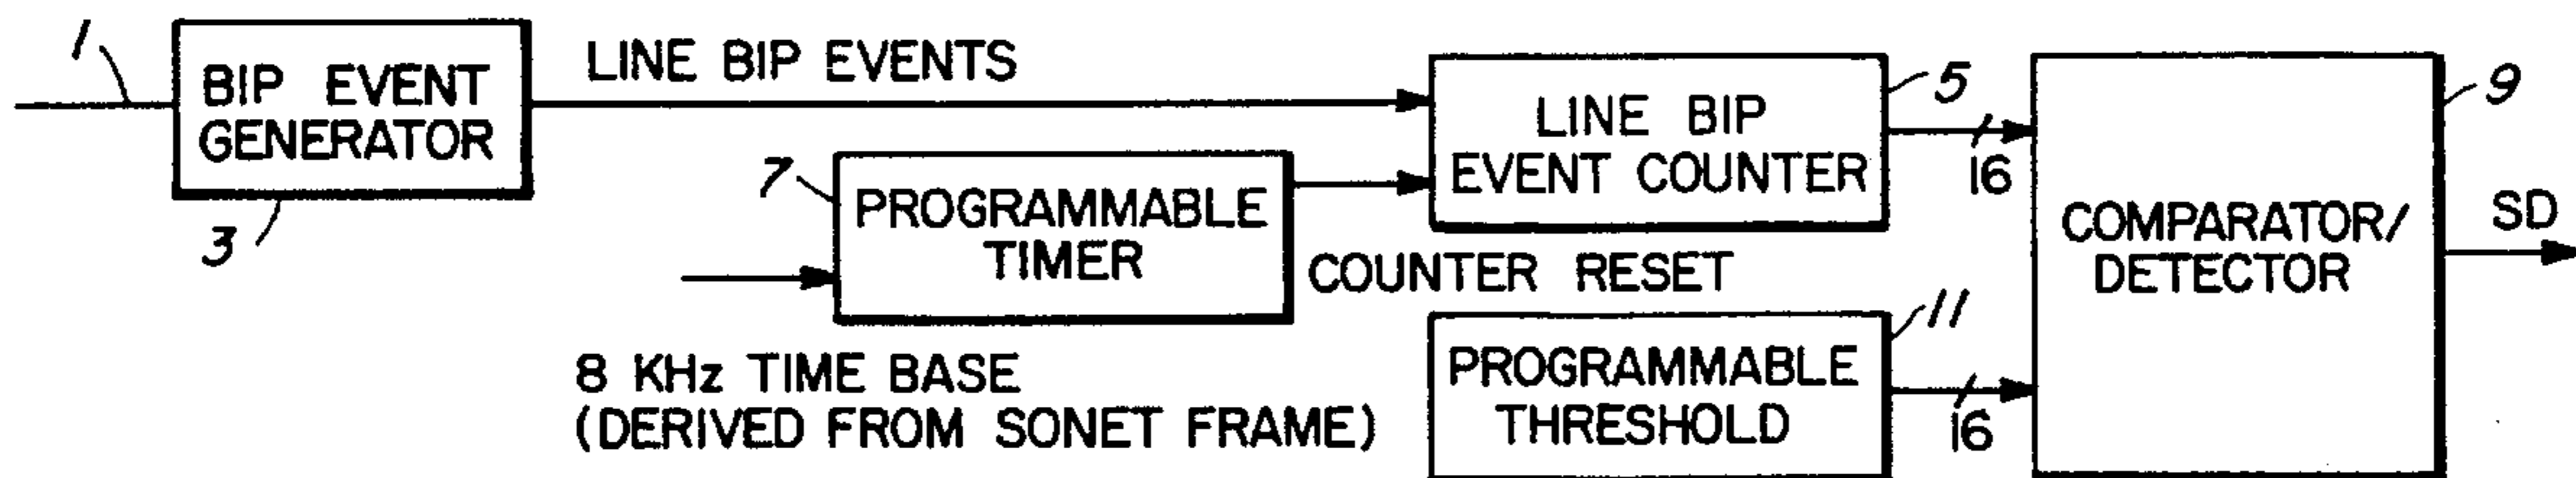 1
BIP EVENT
GENERATOR
3
LINE BIP EVENTS
7
PROGRAMMABLE
TIMER
8 KHz TIME BASE
(DERIVED FROM SONET FRAME)
COUNTER RESET
LINE BIP
EVENT COUNTER
5
16
PROGRAMMABLE
THRESHOLD
11
16
COMPARATOR/
DETECTOR
9
SD